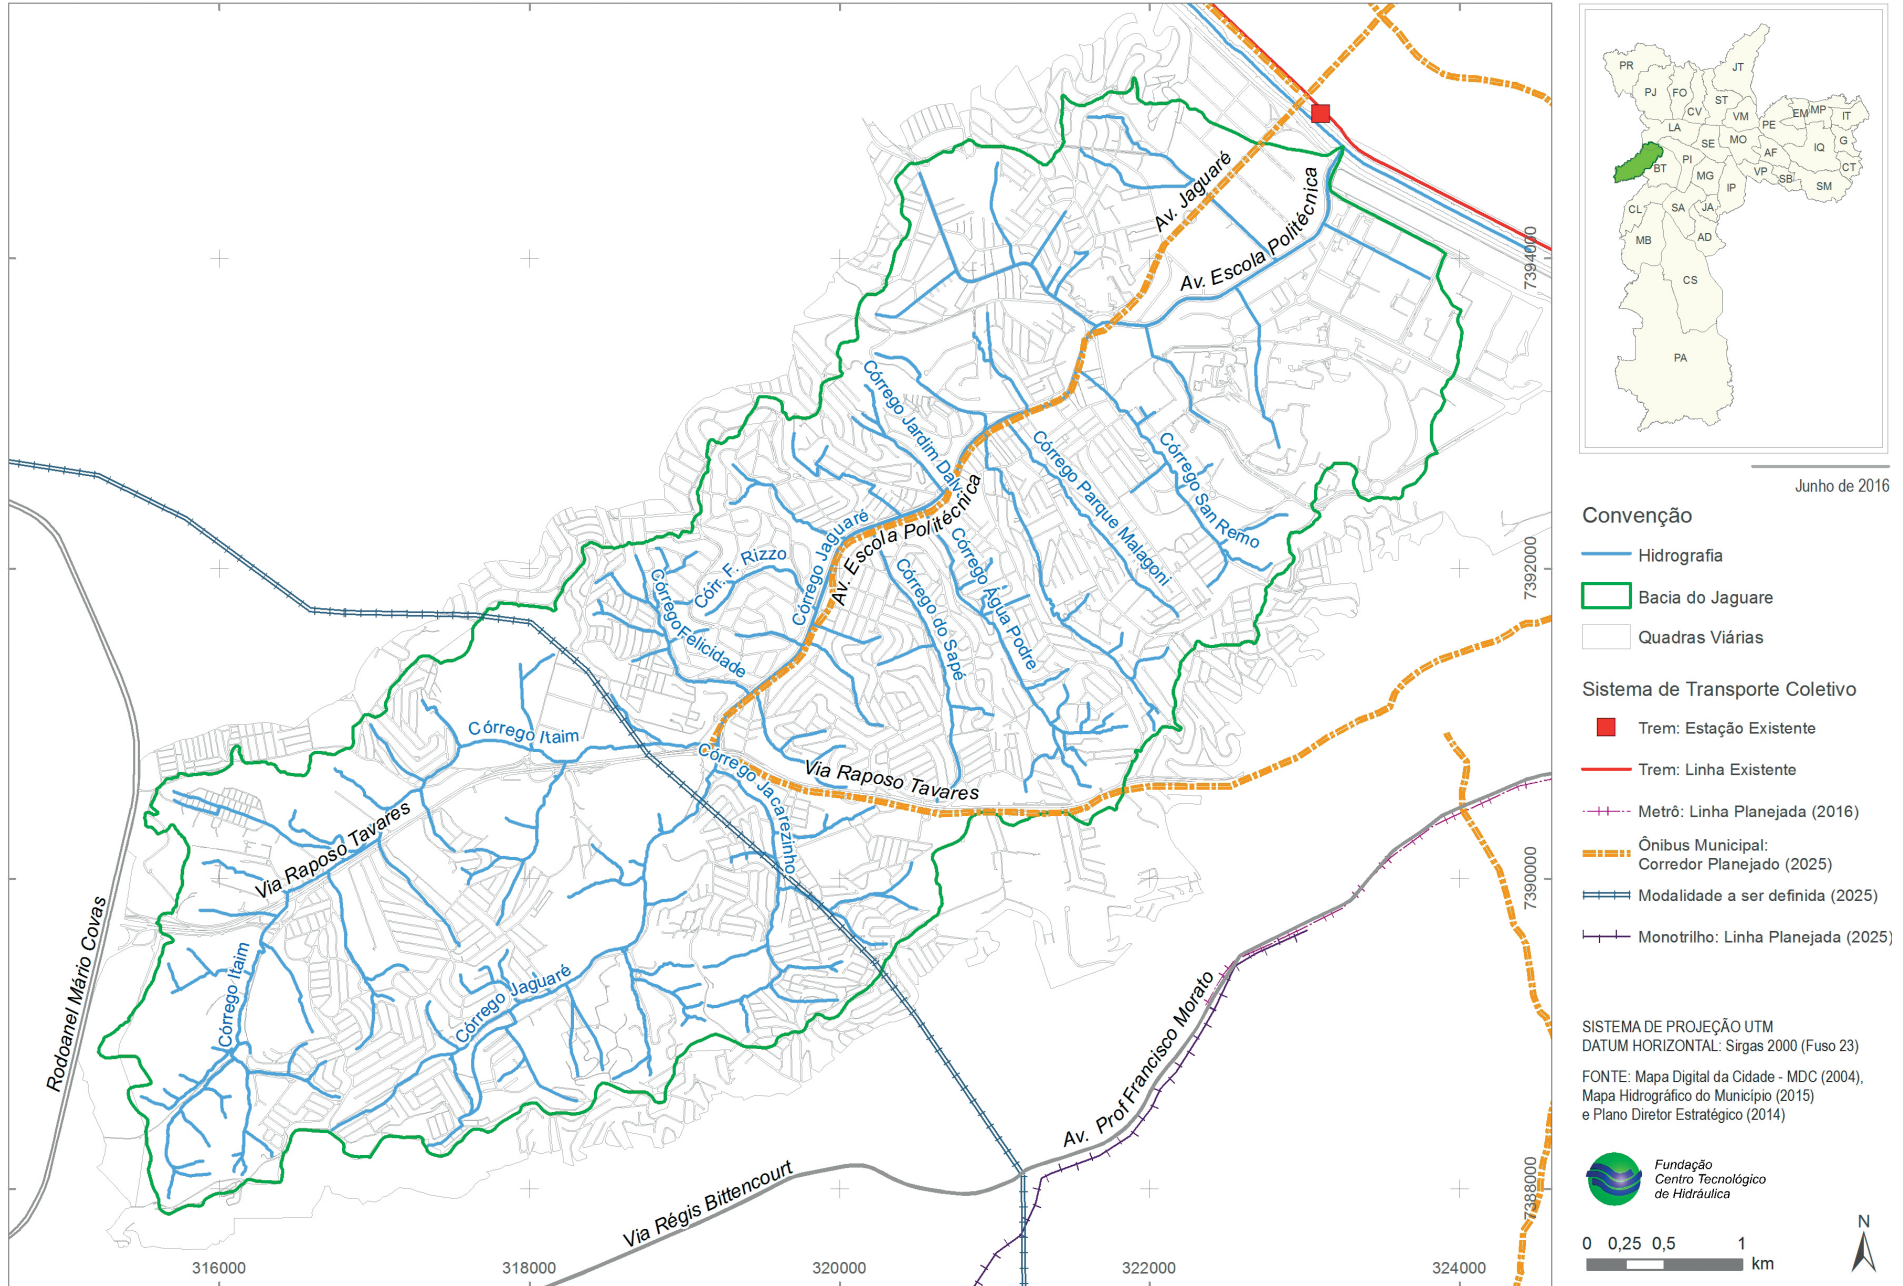 Av. Jaguaré
Av. Escola Politécnica
Av. Escola Politécnica
Córrego Jardim Dalvi
Córrego Parque Malagoni
Córrego San Remo
Córrego Jaguaré
Av. Escola Politécnica
Córr. F. Rizzo
Córrego Felicidade
Córrego do Sapé
Córrego Água Podre
Córrego Itaim
Córrego Jacarezinho
Via Raposo Tavares
Via Raposo Tavares
Rodoanel Mário Covas
Córrego Itaim
Córrego Jaguaré
Av. Prof Francisco Morato
Via Régis Bittencourt
316000
318000
320000
322000
324000
7394000
7392000
7390000
7388000
PR
JT
PJ
FO
ST
CV
VM
EM
MP
IT
LA
PE
SE
MO
IQ
G
BT
PI
AF
CT
MG
IP
VP
SB
SM
CL
SA
JA
MB
AD
CS
PA
Junho de 2016
Convenção
Hidrografia
Bacia do Jaguare
Quadras Viárias
Sistema de Transporte Coletivo
Trem: Estação Existente
Trem: Linha Existente
Metrô: Linha Planejada (2016)
Ônibus Municipal:
Corredor Planejado (2025)
Modalidade a ser definida (2025)
Monotrilho: Linha Planejada (2025)
SISTEMA DE PROJEÇÃO UTM
DATUM HORIZONTAL: Sirgas 2000 (Fuso 23)
FONTE: Mapa Digital da Cidade - MDC (2004),
Mapa Hidrográfico do Município (2015)
e Plano Diretor Estratégico (2014)
Fundação
Centro Tecnológico
de Hidráulica
N
0 0,25 0,5 1 km